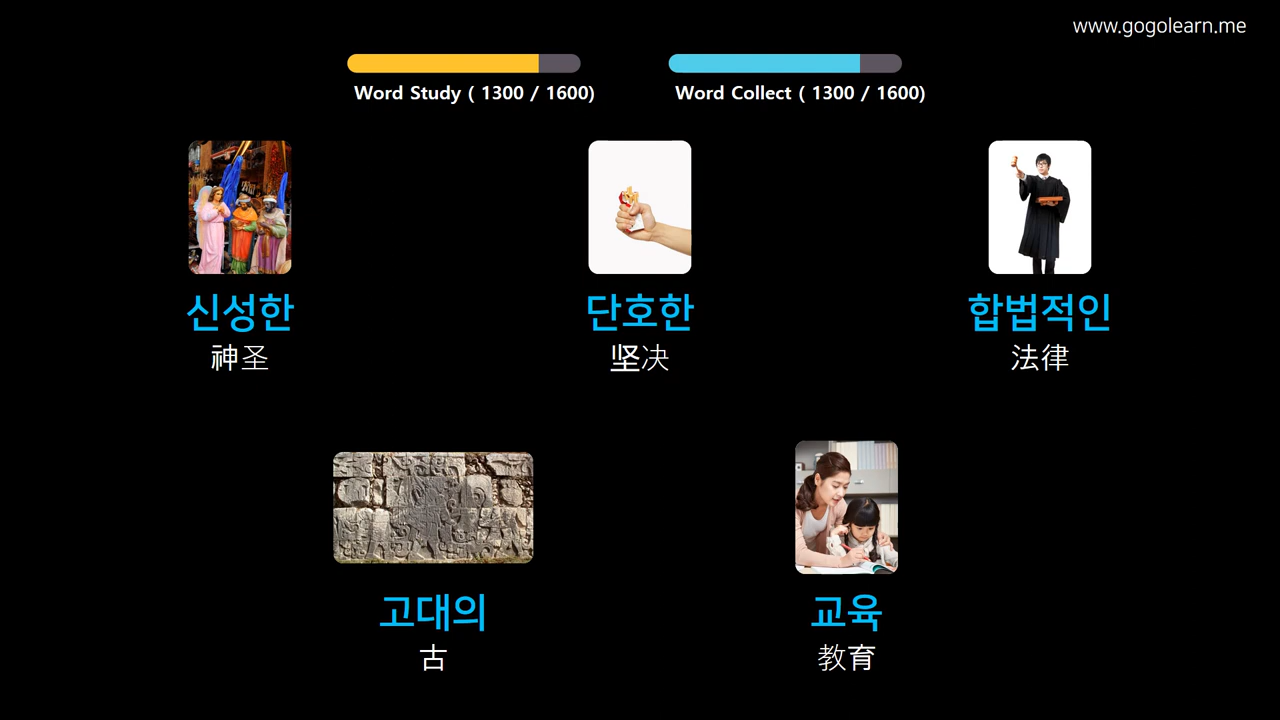 www.gogolearn.me
Word Study ( 1300 / 1600)
Word Collect ( 1300 / 1600)
신성한
神圣
단호한
坚决
합법적인
法律
고대의
古
교육
教育